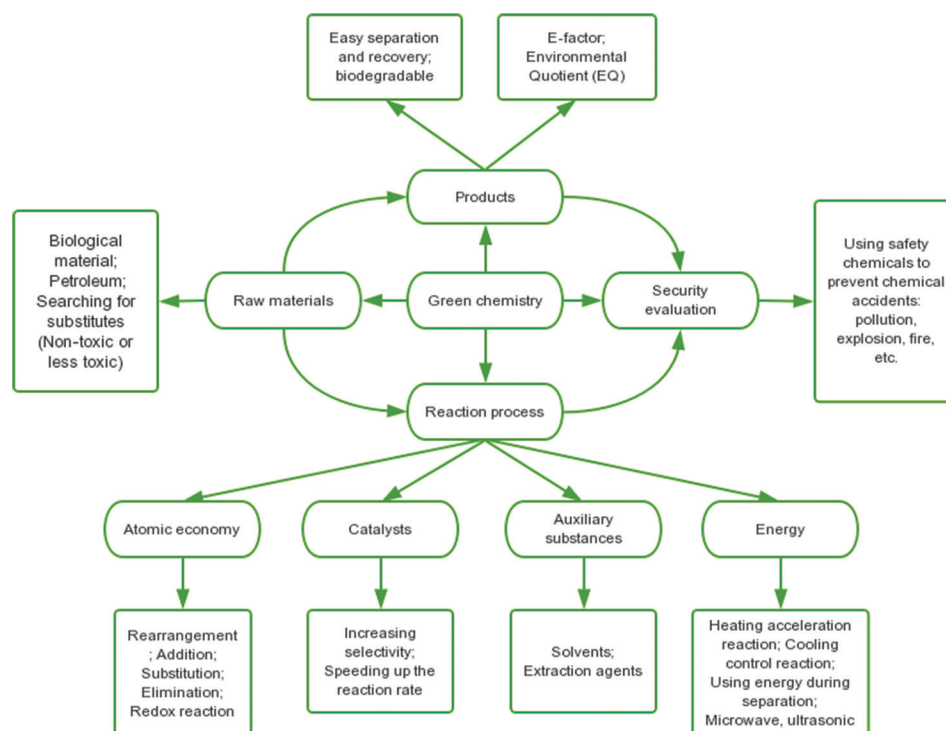 Easy separation
and recovery;
biodegradable
E-factor;
Environmental
Quotient (EQ)
Products
Biological
material;
Petroleum;
Searching for
substitutes
(Non-toxic or
less toxic)
Raw materials
Green chemistry
Security
evaluation
Using safety
chemicals to
prevent chemical
accidents:
pollution,
explosion, fire,
etc.
Reaction process
Atomic economy
Catalysts
Auxiliary
substances
Energy
Rearrangement
; Addition;
Substitution;
Elimination;
Redox reaction
Increasing
selectivity;
Speeding up the
reaction rate
Solvents;
Extraction agents
Heating acceleration
reaction; Cooling
control reaction;
Using energy during
separation;
Microwave, ultrasonic